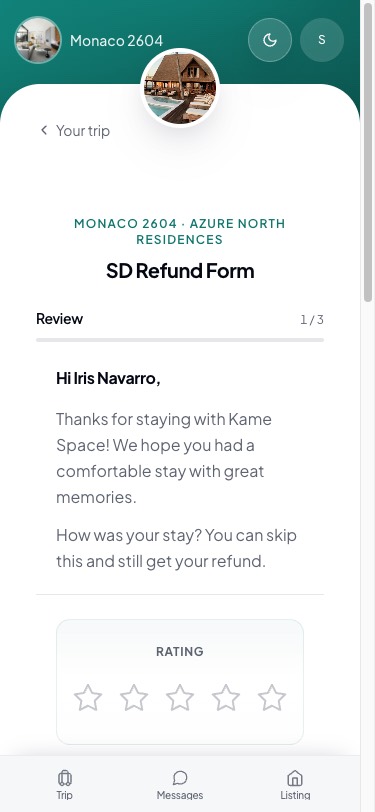 Monaco 2604
S
Your trip
MONACO 2604 · AZURE NORTH
RESIDENCES
SD Refund Form
Review
1 / 3
Hi Iris Navarro,
Thanks for staying with Kame
Space! We hope you had a
comfortable stay with great
memories.
How was your stay? You can skip
this and still get your refund.
RATING
Trip
Messages
Listing